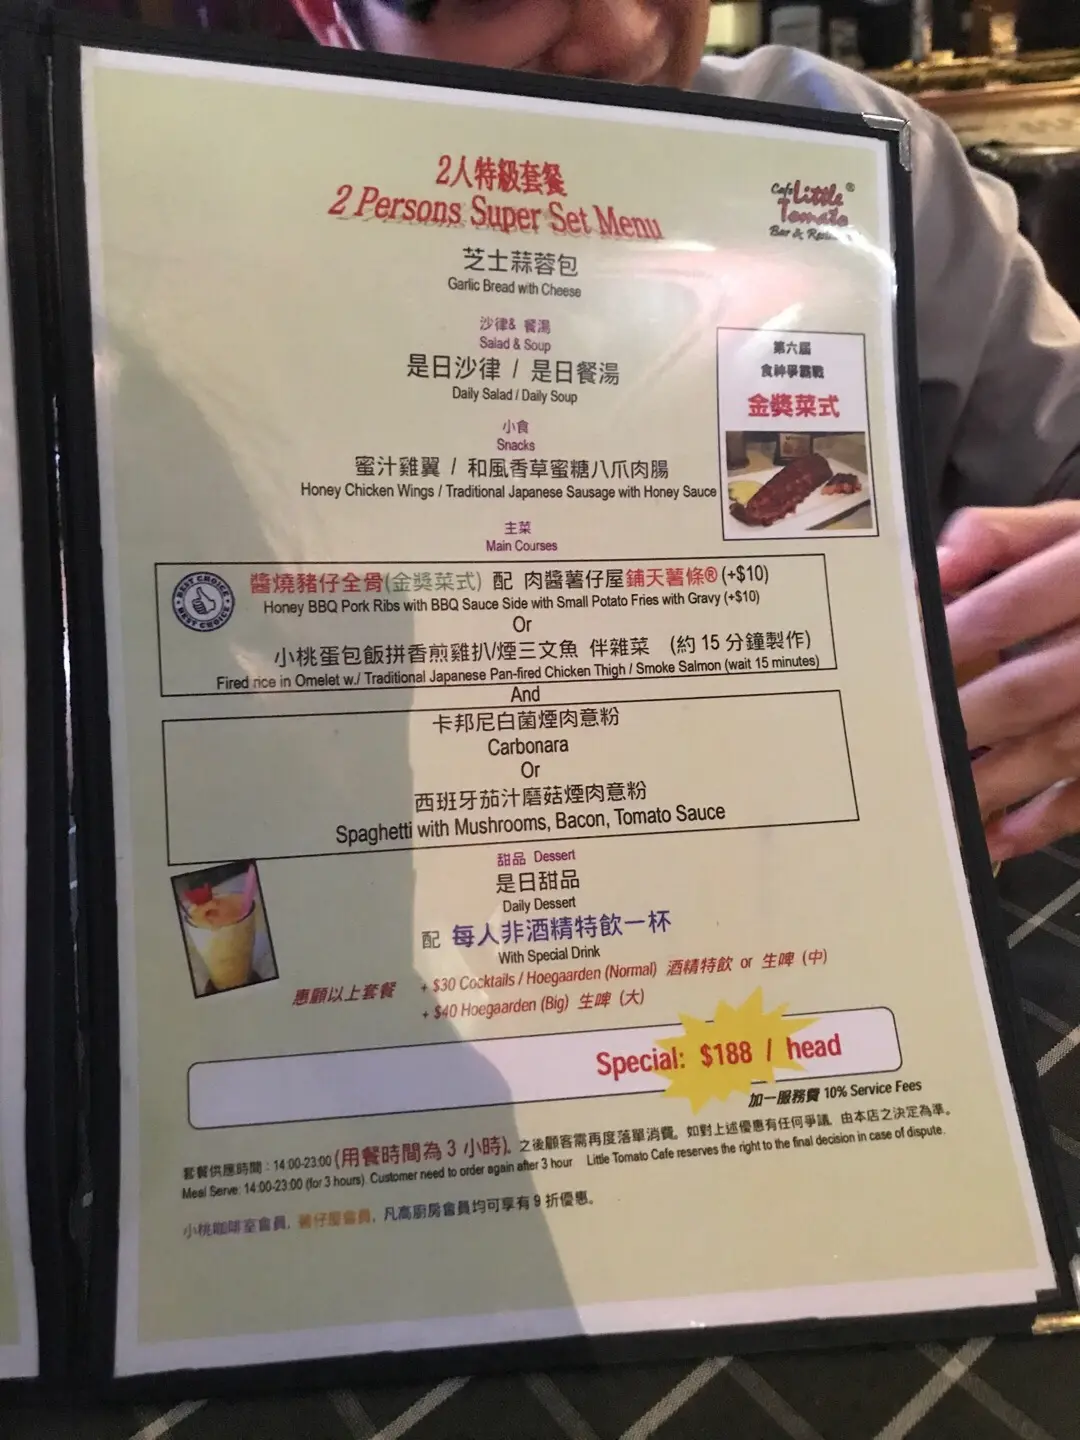 2人特級套餐
2 Persons Super Set Menu
Cafe Little Tomato®
Bar &
芝士蒜蓉包
Garlic Bread with Cheese
沙律& 餐湯
Salad & Soup
是日沙律 / 是日餐湯
Daily Salad / Daily Soup
小食
Snacks
蜜汁雞翼 / 和風香草蜜糖八爪肉腸
Honey Chicken Wings / Traditional Japanese Sausage with Honey Sauce
第六屆
食神爭霸戰
金獎菜式
主菜
Main Courses
BEST CHOICE
BEST CHOICE
醬燒豬仔全骨(金獎菜式) 配 肉醬薯仔屋鋪天薯條® (+$10)
Honey BBQ Pork Ribs with BBQ Sauce Side with Small Potato Fries with Gravy (+$10)
Or
小桃蛋包飯拼香煎雞扒/煙三文魚 伴雜菜 (約 15 分鐘製作)
Fired rice in Omelet w./ Traditional Japanese Pan-fired Chicken Thigh / Smoke Salmon (wait 15 minutes)
And
卡邦尼白菌煙肉意粉
Carbonara
Or
西班牙茄汁磨菇煙肉意粉
Spaghetti with Mushrooms, Bacon, Tomato Sauce
甜品 Dessert
是日甜品
Daily Dessert
配 每人非酒精特飲一杯
With Special Drink
惠顧以上套餐 + $30 Cocktails / Hoegaarden (Normal) 酒精特飲 or 生啤 (中)
+ $40 Hoegaarden (Big) 生啤 (大)
Special: $188 / head
加一服務費 10% Service Fees
套餐供應時間 : 14:00-23:00 (用餐時間為 3 小時). 之後顧客需再度落單消費. 如對上述優惠有任何爭議, 由本店之決定為準。
Meal Serve: 14:00-23:00 (for 3 hours) Customer need to order again after 3 hour Little Tomato Cafe reserves the right to the final decision in case of dispute.
小桃咖啡室會員, 薯仔屋會員, 凡高廚房會員均可享有 9 折優惠。